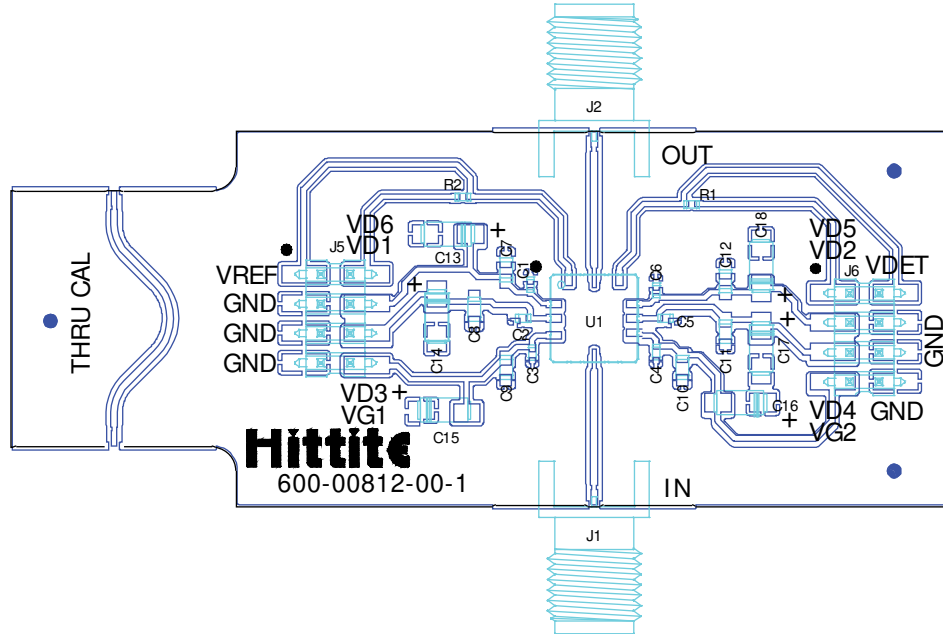 J2
OUT
R2
R1
VD6
VD1
J5
C13
C7
G1
C6
C12
C18
VD5
VD2
J6
VDET
VREF
GND
GND
GND
THRU CAL
C14
C8
C2
U1
C5
C11
C17
GND
C9
C3
C4
C10
VD3
VG1
C15
C16
VD4
VG2
GND
Hittite
600-00812-00-1
IN
J1